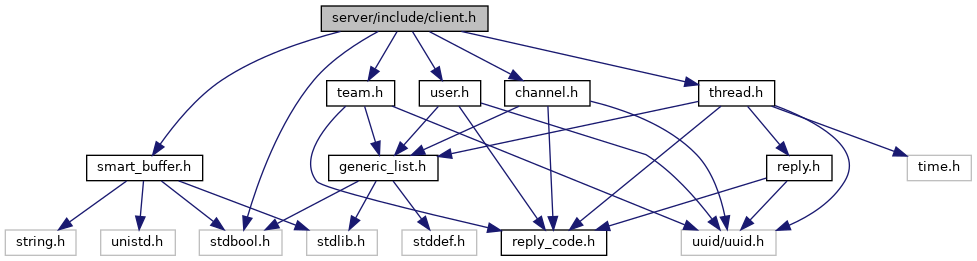 server/include/client.h
team.h
user.h
channel.h
thread.h
smart_buffer.h
generic_list.h
reply.h
time.h
string.h
unistd.h
stdbool.h
stdlib.h
stddef.h
reply_code.h
uuid/uuid.h